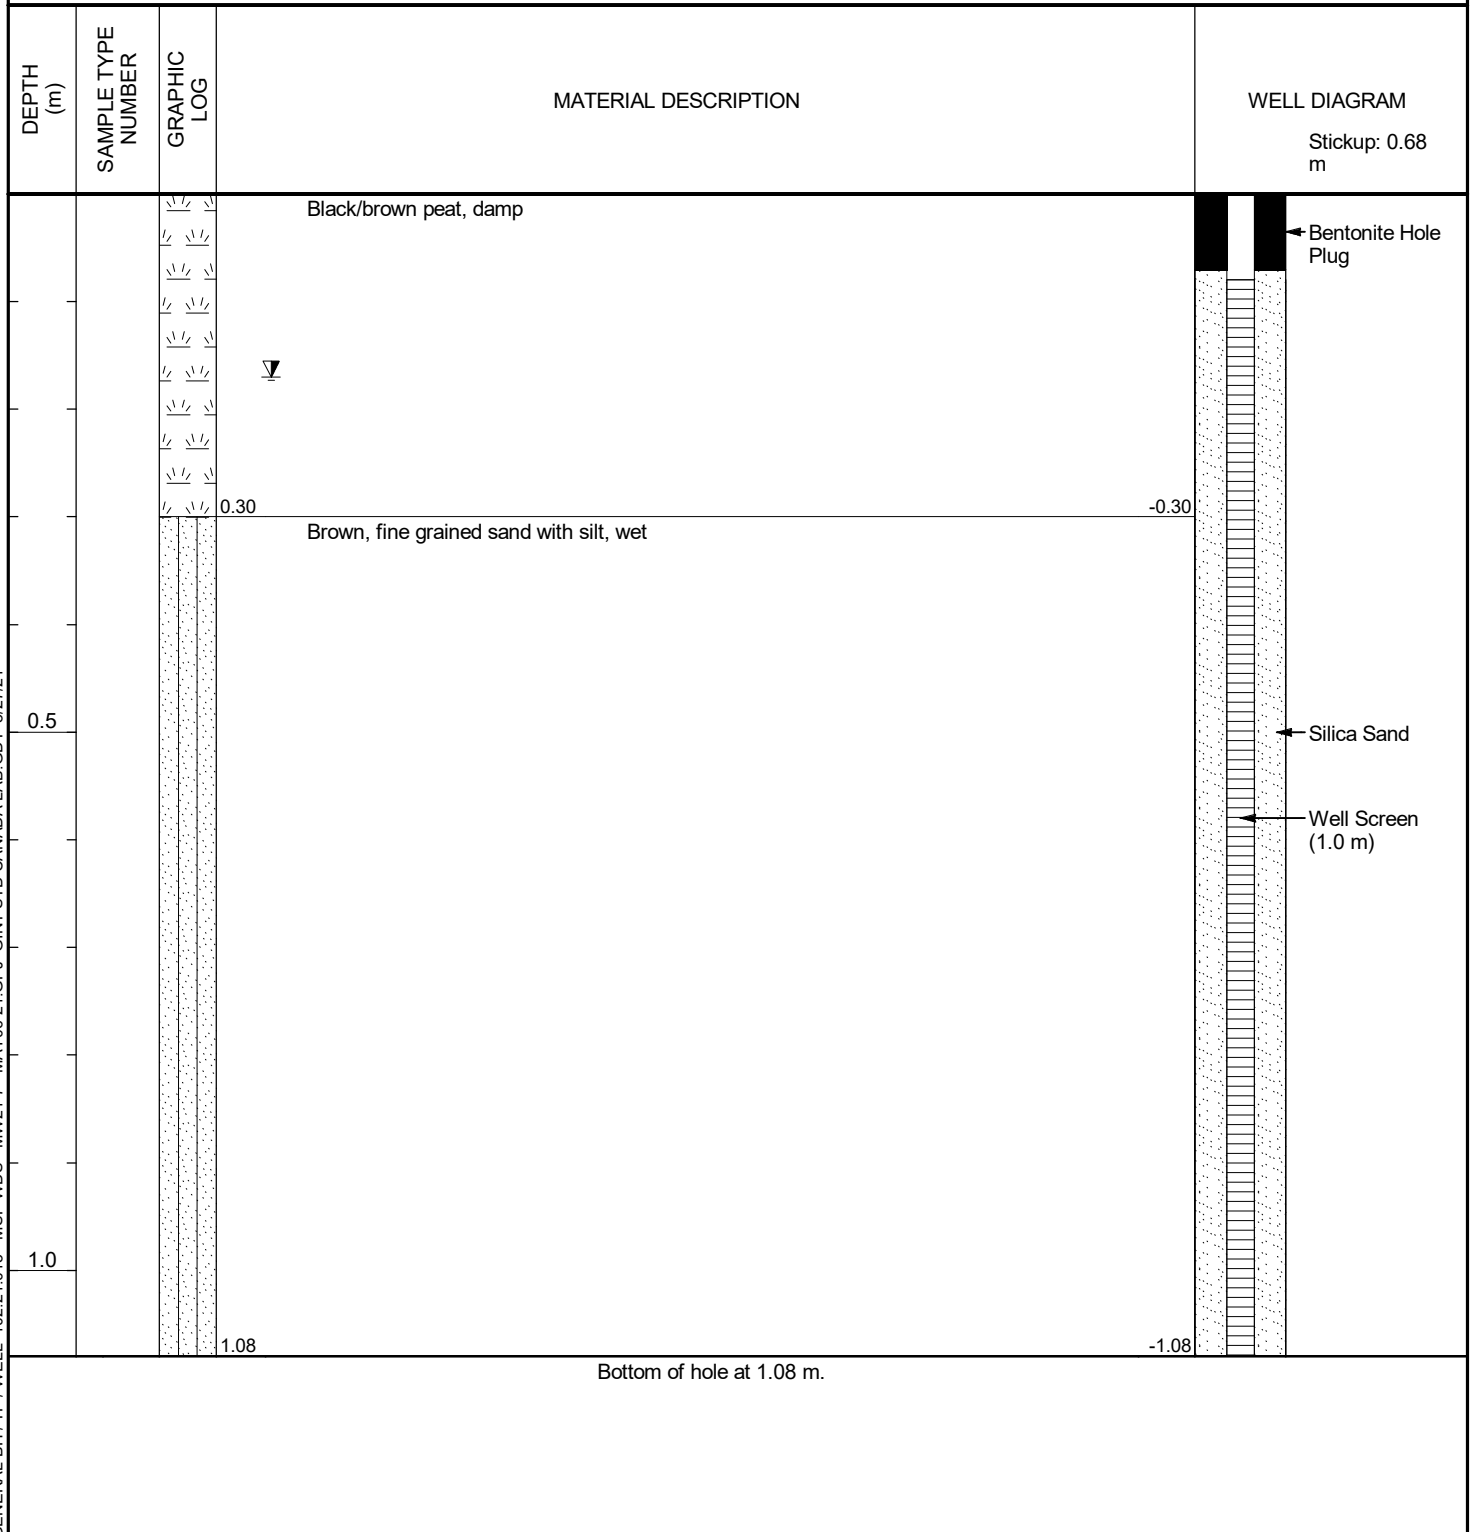 DEPTH
(m)
SAMPLE TYPE
NUMBER
GRAPHIC
LOG
MATERIAL DESCRIPTION
WELL DIAGRAM
Stickup: 0.68
m
Black/brown peat, damp
Bentonite Hole
Plug
0.30
-0.30
Brown, fine grained sand with silt, wet
0.5
Silica Sand
Well Screen
(1.0 m)
1.0
1.08
-1.08
Bottom of hole at 1.08 m.